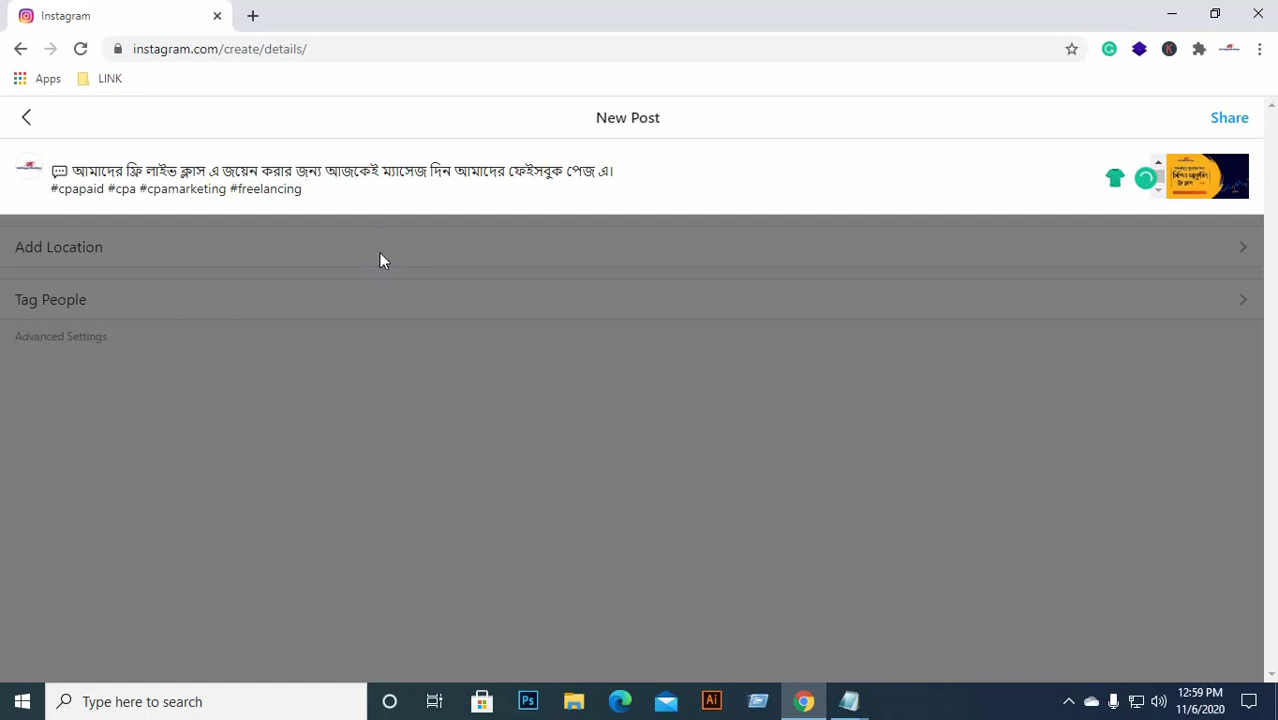 Instagram
instagram.com/create/details/
Apps
LINK
New Post
Share
💬 আমাদের ফ্রি লাইভ ক্লাস এ জয়েন করার জন্য আজকেই ম্যাসেজ দিন আমাদের ফেইসবুক পেজ এ।
#cpapaid #cpa #cpamarketing #freelancing
Add Location
Tag People
Advanced Settings
Type here to search
Ps
Ai
12:59 PM
11/6/2020